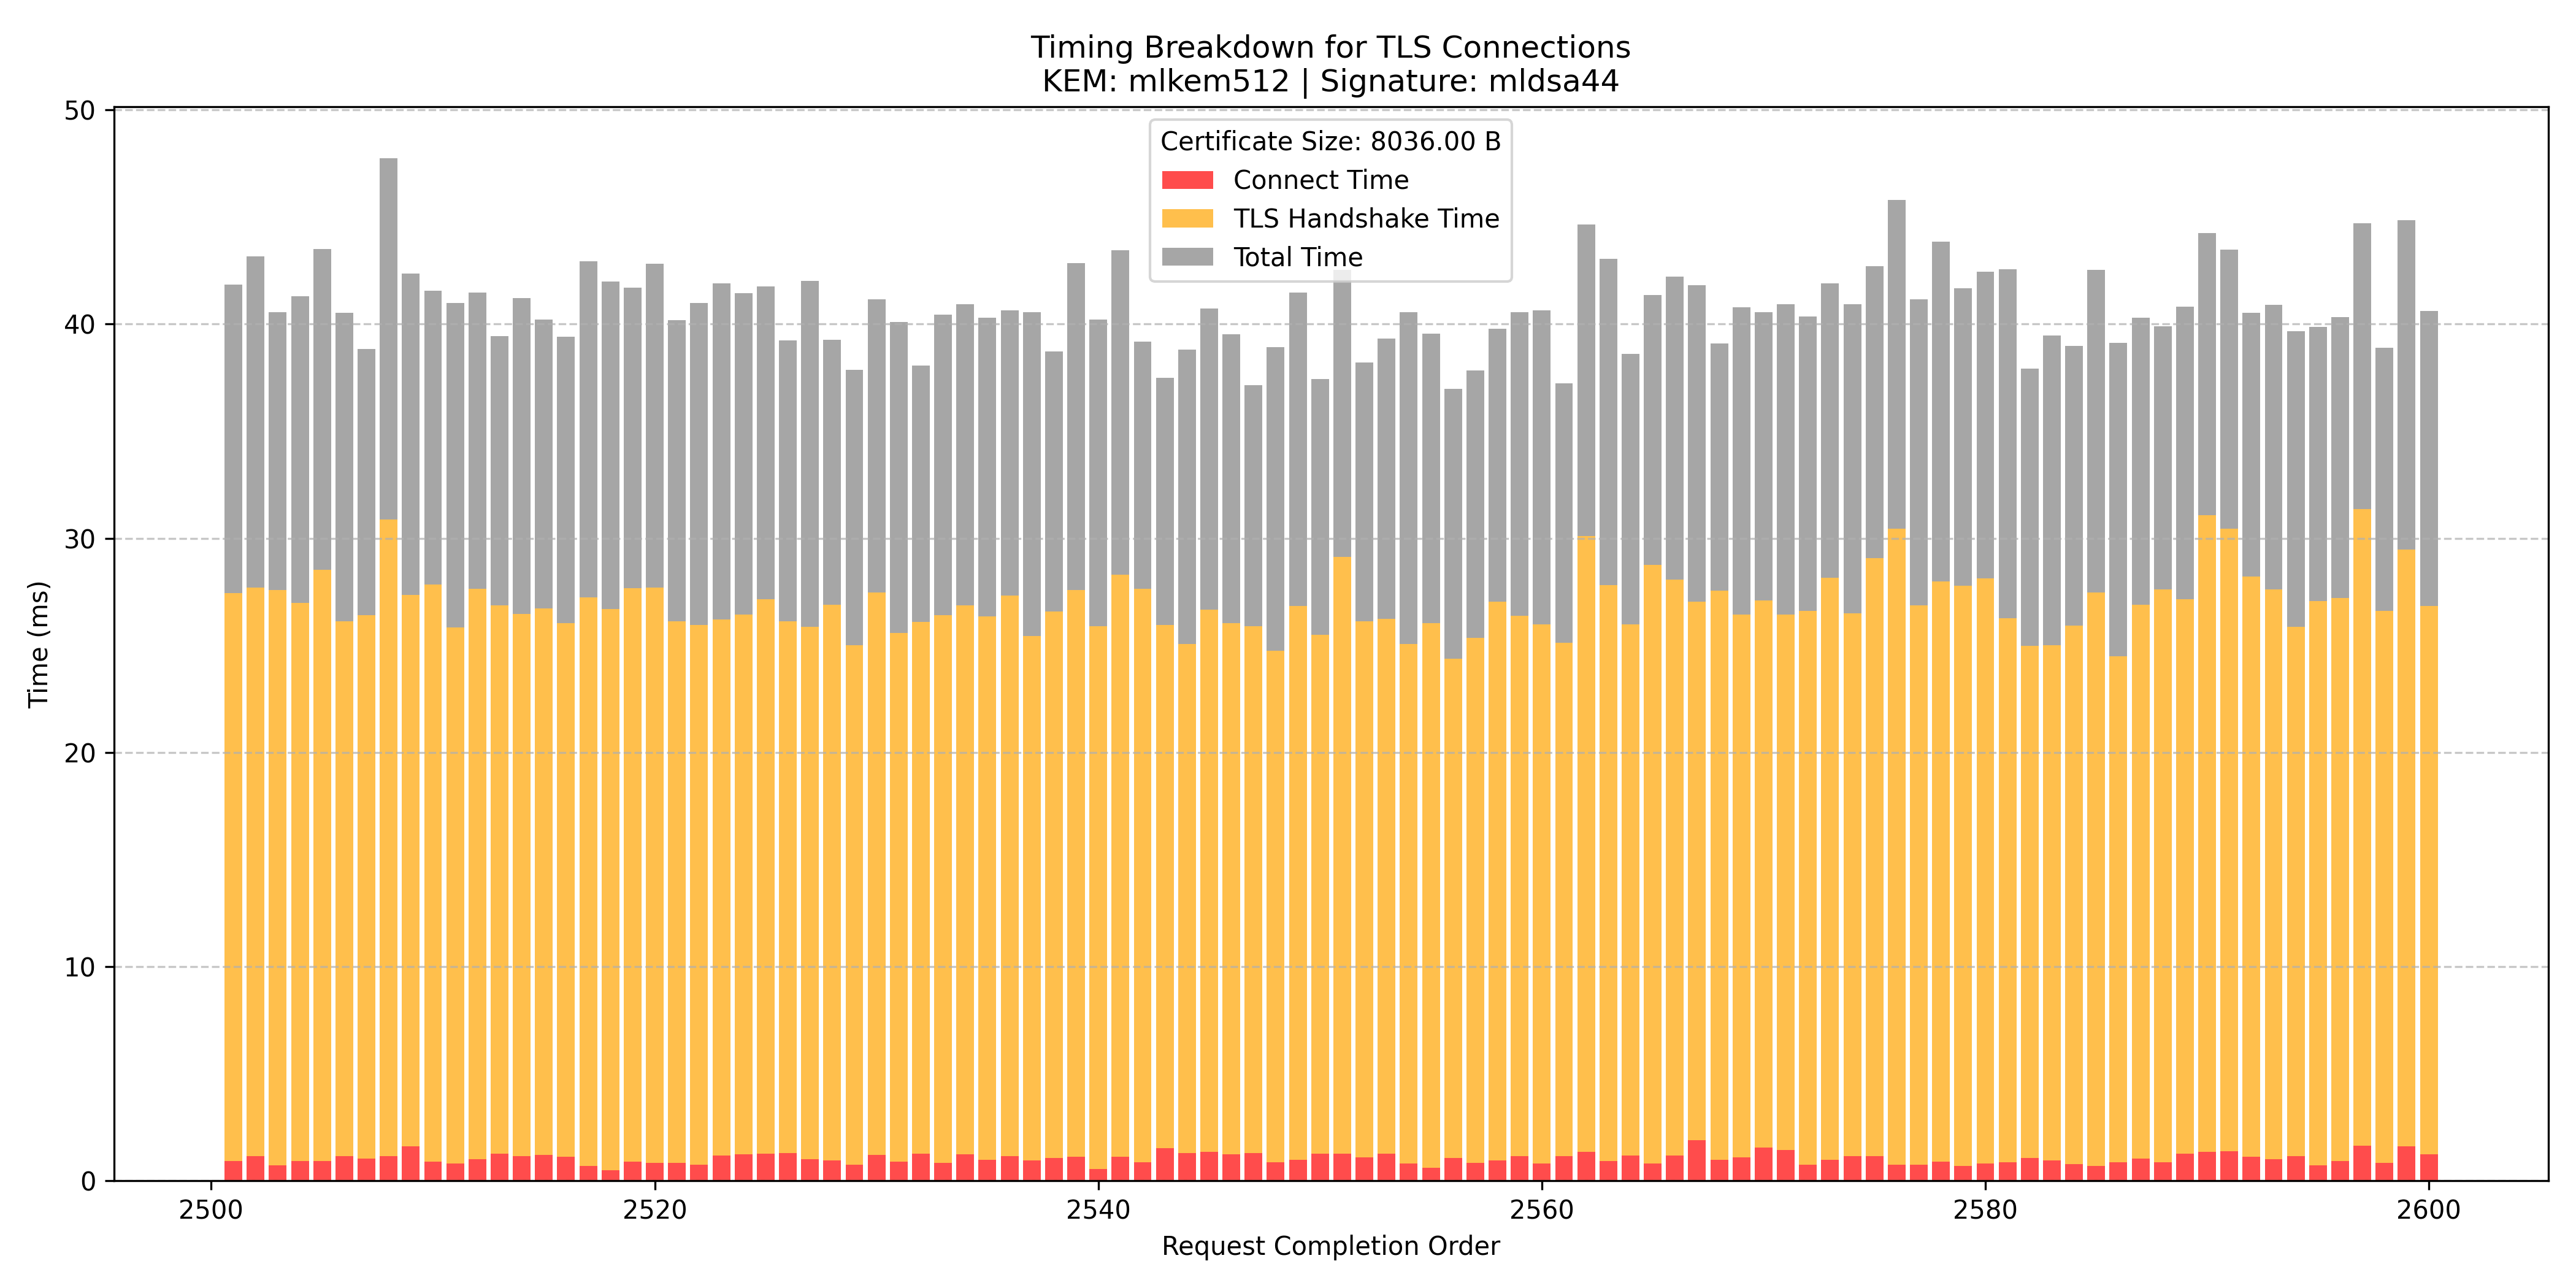 Timing Breakdown for TLS Connections
KEM: mlkem512 | Signature: mldsa44
Certificate Size: 8036.00 B
Connect Time
TLS Handshake Time
Total Time
Time (ms)
50
40
30
20
10
0
2500 2520 2540 2560 2580 2600
Request Completion Order